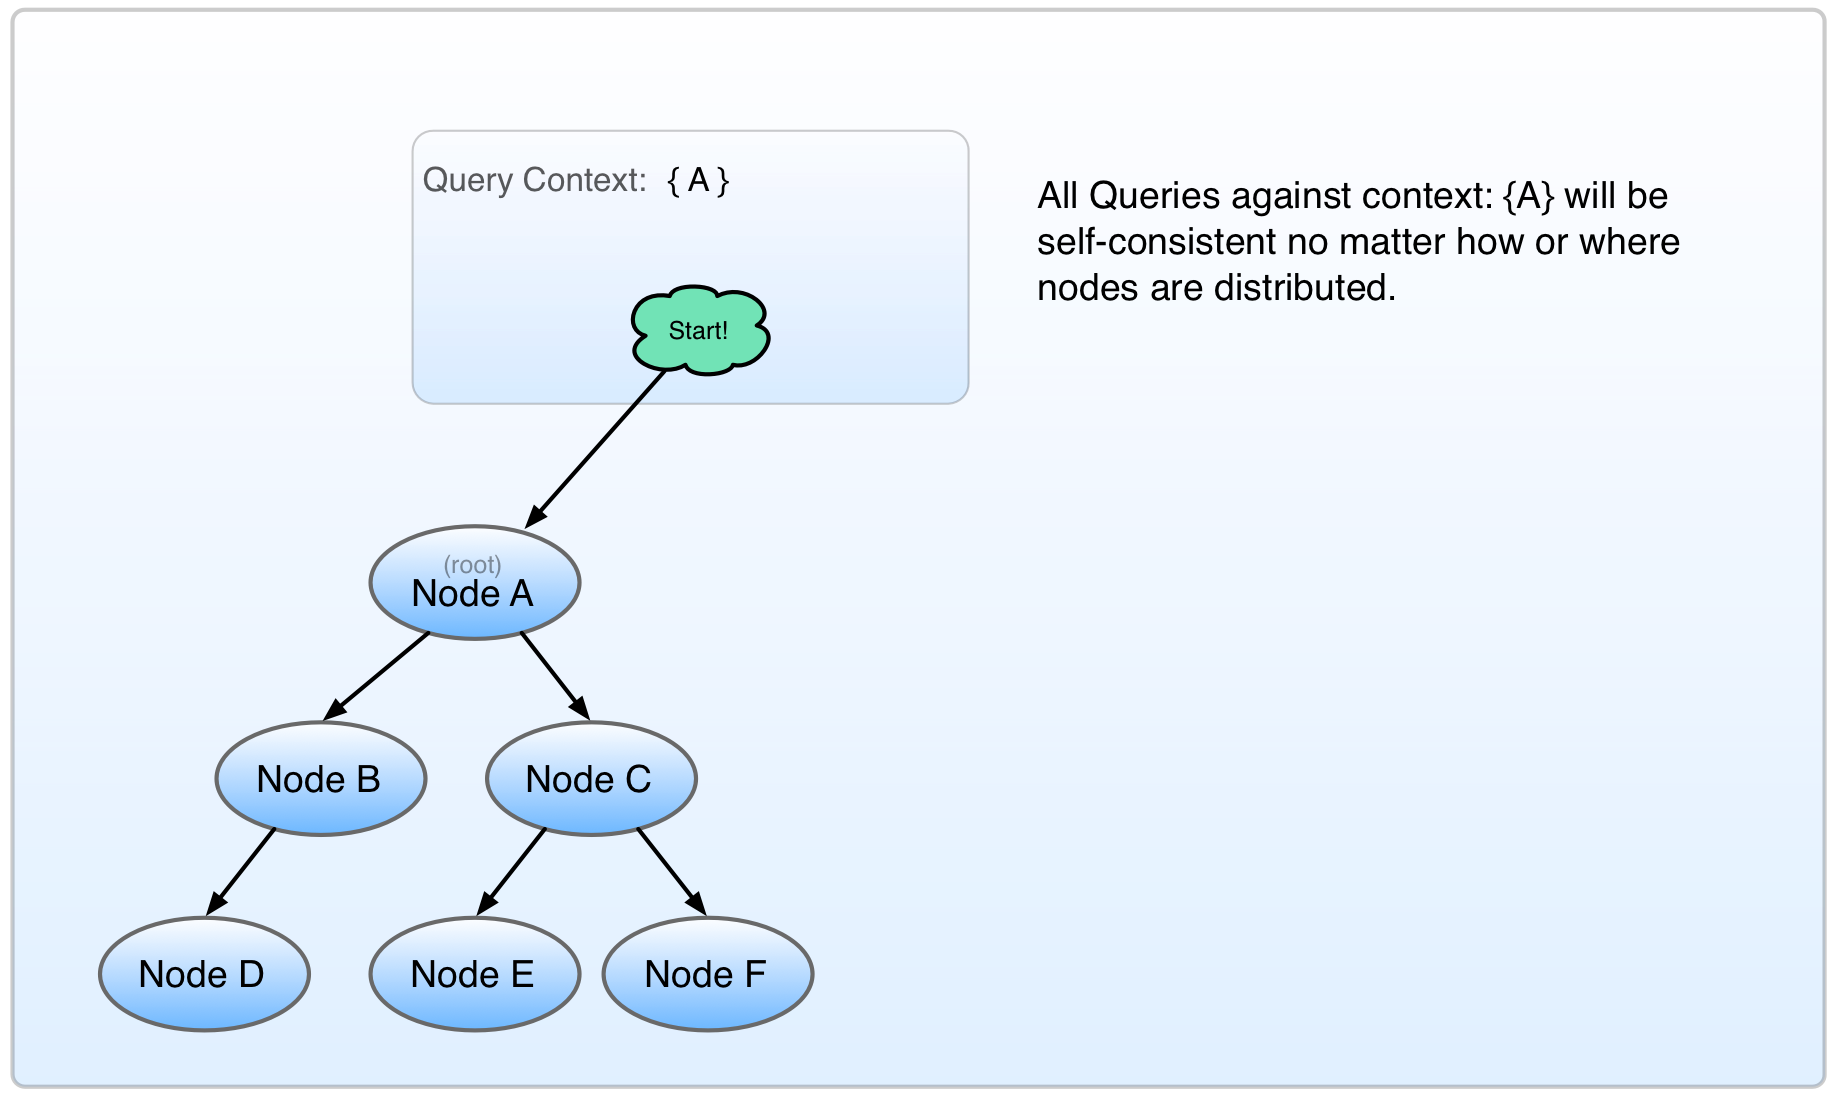 Query Context: { A }
All Queries against context: {A} will be
self-consistent no matter how or where
nodes are distributed.
Start!
(root)
Node A
Node B
Node C
Node D
Node E
Node F